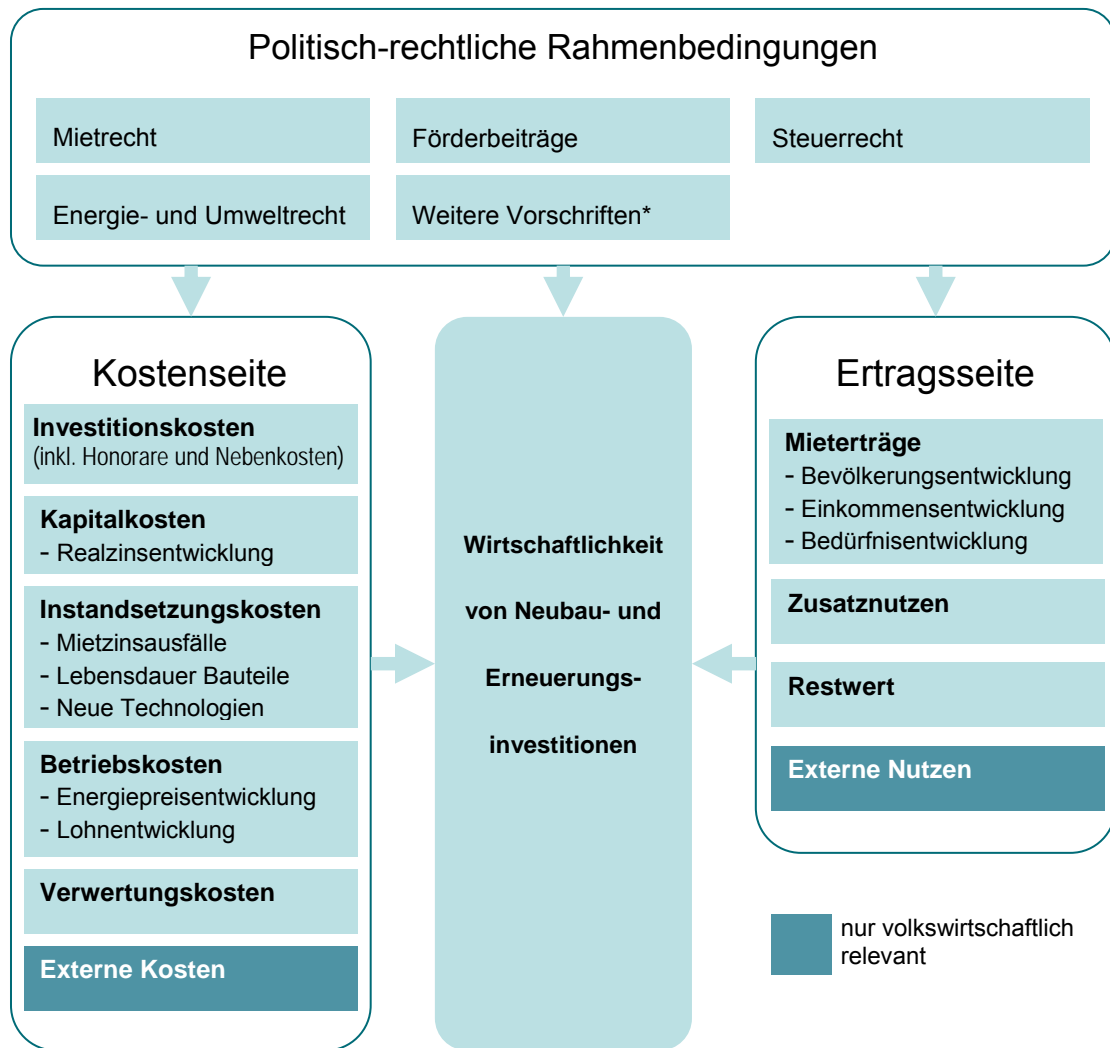 Politisch-rechtliche Rahmenbedingungen
Mietrecht
Förderbeiträge
Steuerrecht
Energie- und Umweltrecht
Weitere Vorschriften*
Kostenseite
Investitionskosten
(inkl. Honorare und Nebenkosten)
Kapitalkosten
- Realzinsentwicklung
Instandsetzungskosten
- Mietzinsausfälle
- Lebensdauer Bauteile
- Neue Technologien
Betriebskosten
- Energiepreisentwicklung
- Lohnentwicklung
Verwertungskosten
Externe Kosten
Wirtschaftlichkeit
von Neubau- und
Erneuerungs-
investitionen
Ertragsseite
Mieterträge
- Bevölkerungsentwicklung
- Einkommensentwicklung
- Bedürfnisentwicklung
Zusatznutzen
Restwert
Externe Nutzen
nur volkswirtschaftlich
relevant